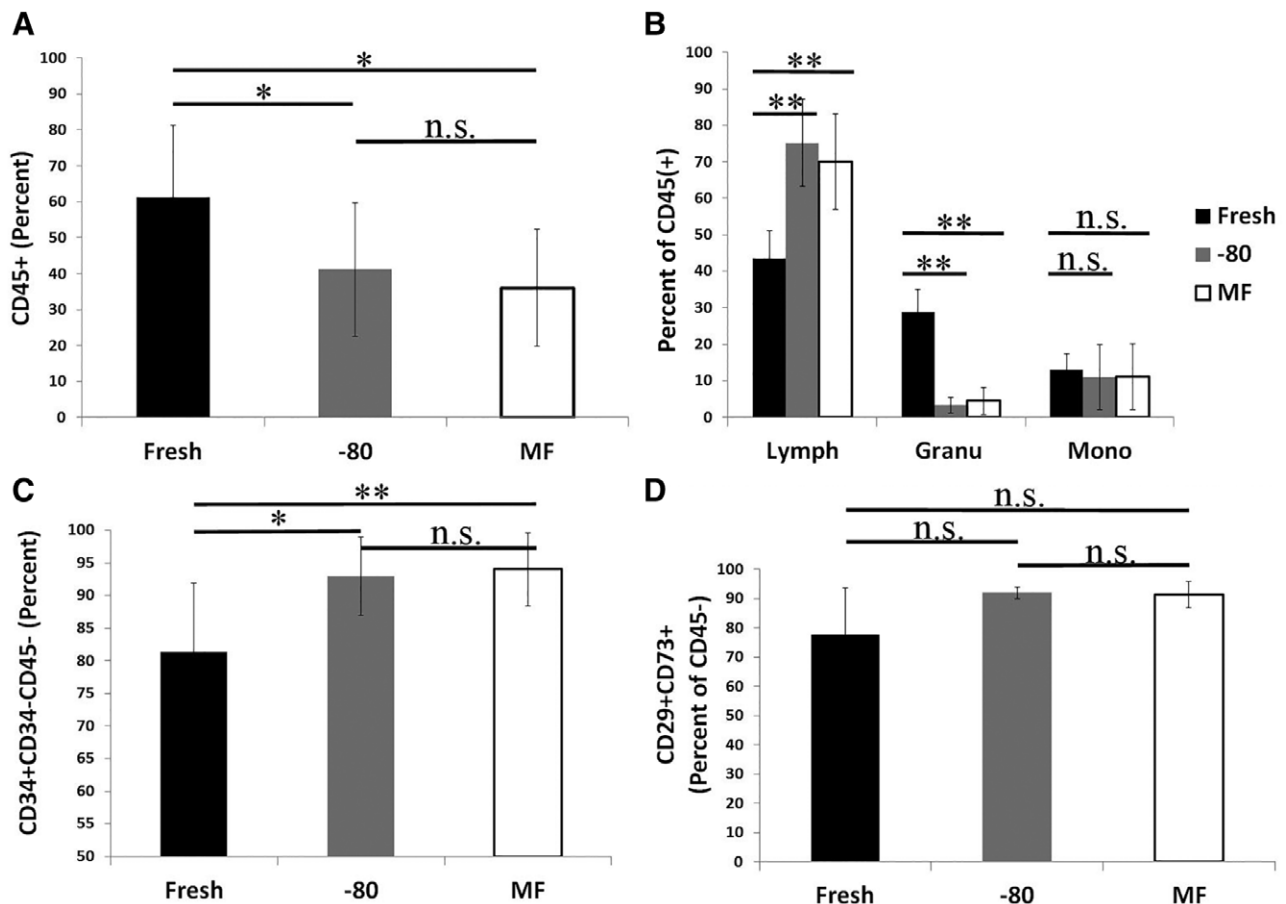 A
CD45+ (Percent)
100
90
80
70
60
50
40
30
20
10
0
*
*
n.s.
Fresh
-80
MF
B
Percent of CD45(+)
100
90
80
70
60
50
40
30
20
10
0
**
**
**
**
n.s.
n.s.
Lymph
Granu
Mono
Fresh
-80
MF
C
CD34+CD34-CD45- (Percent)
100
95
90
85
80
75
70
65
60
55
50
**
*
n.s.
Fresh
-80
MF
D
CD29+CD73+
(Percent of CD45-)
100
90
80
70
60
50
40
30
20
10
0
n.s.
n.s.
n.s.
Fresh
-80
MF